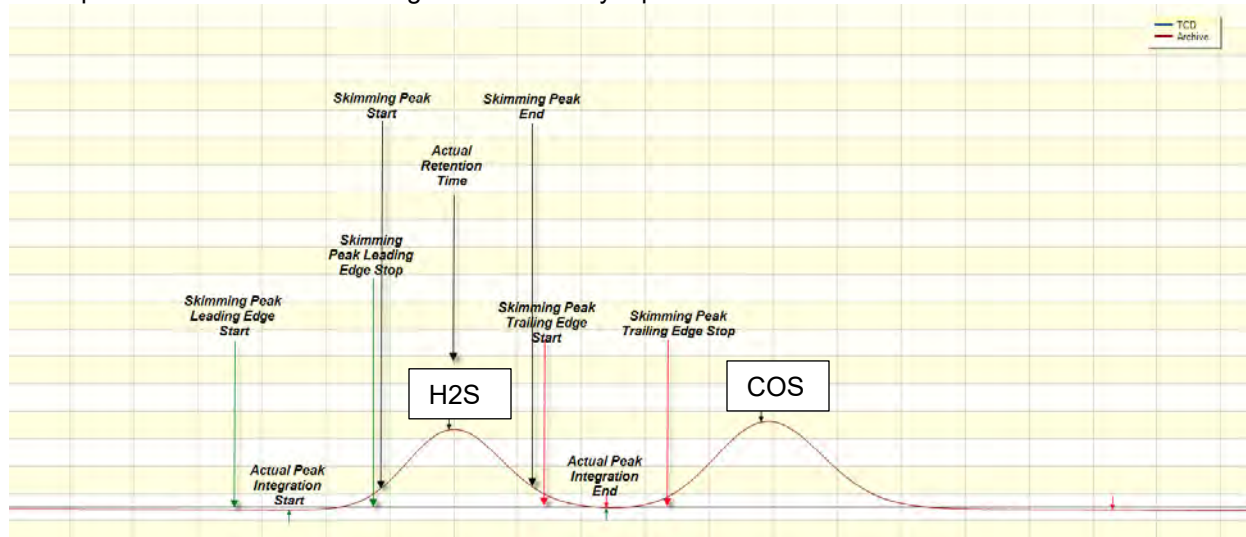 TCD
Archive
Skimming Peak
Start
Skimming Peak
End
Actual
Retention
Time
Skimming
Peak Leading
Edge Stop
Skimming Peak
Leading Edge
Start
Skimming Peak
Trailing Edge
Start
Skimming Peak
Trailing Edge Stop
H2S
COS
Actual Peak
Integration
Start
Actual Peak
Integration
End